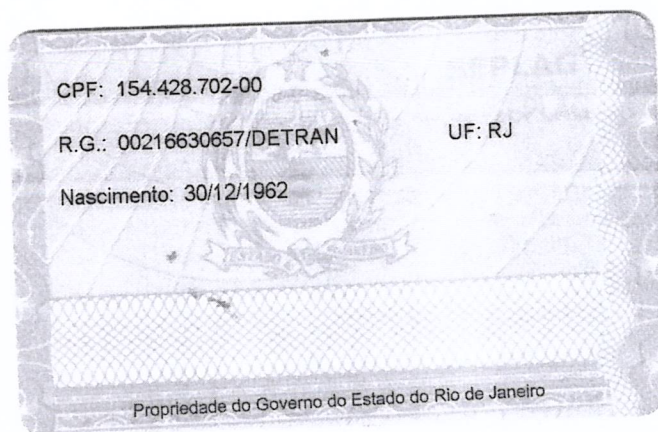 CPF: 154.428.702-00
R.G.: 00216630657/DETRAN UF: RJ
Nascimento: 30/12/1962
Propriedade do Governo do Estado do Rio de Janeiro